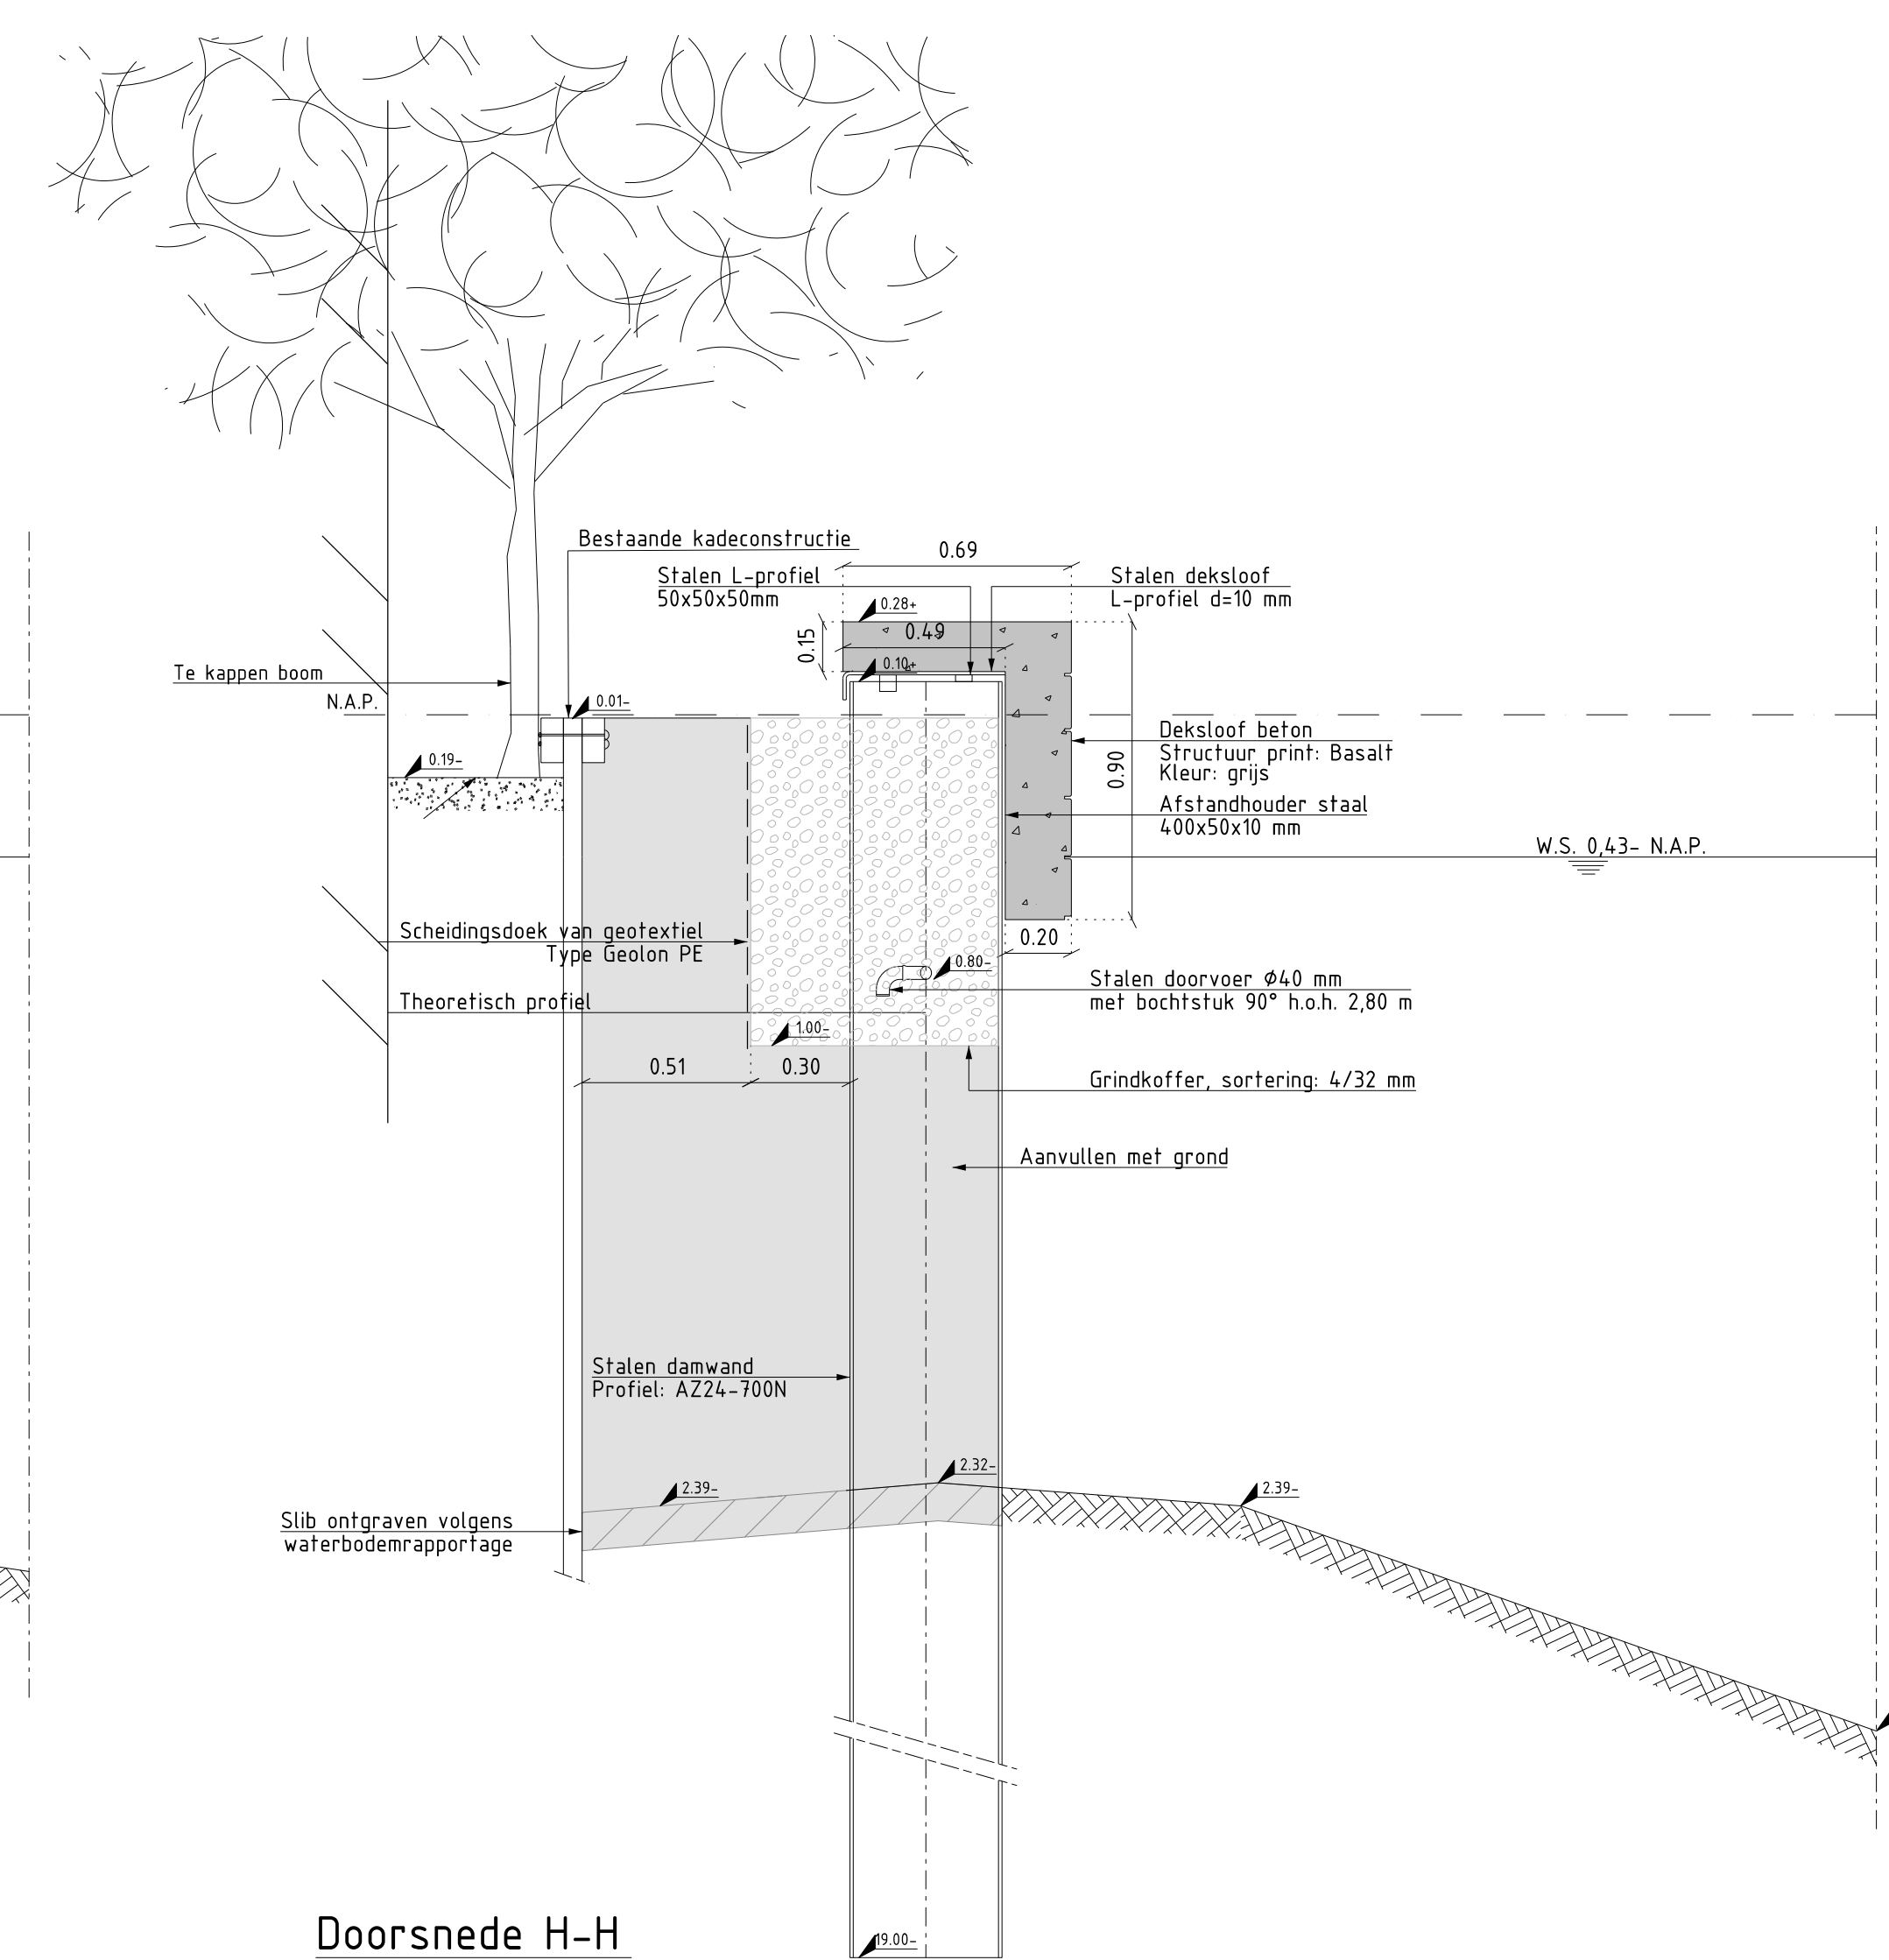 Bestaande kadeconstructie
0.69
Stalen L-profiel
50x50x50mm
Stalen deksloof
L-profiel d=10 mm
0.28+
0.15
0.49
0.10+
Te kappen boom
N.A.P.
0.01-
0.19-
Deksloof beton
Structuur print: Basalt
Kleur: grijs
0.90
Afstandhouder staal
400x50x10 mm
W.S. 0,43- N.A.P.
Scheidingsdoek van geotextiel
Type Geolon PE
0.20
0.80-
Stalen doorvoer Ø40 mm
met bochtstuk 90° h.o.h. 2,80 m
Theoretisch profiel
1.00-
0.51
0.30
Grindkoffer, sortering: 4/32 mm
Aanvullen met grond
Stalen damwand
Profiel: AZ24-700N
2.32-
2.39-
2.39-
Slib ontgraven volgens
waterbodemrapportage
Doorsnede H-H
19.00-